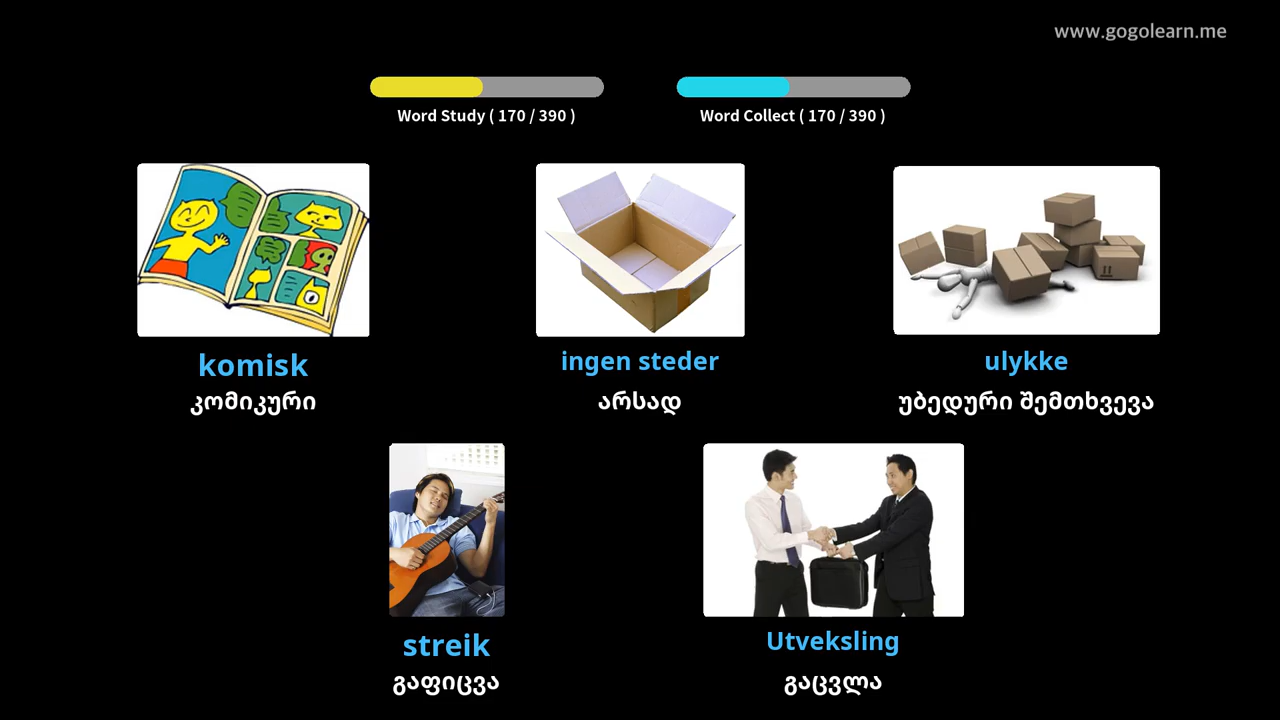 www.gogolearn.me
Word Study ( 170 / 390 )
Word Collect ( 170 / 390 )
komisk
კომიკური
ingen steder
არსად
ulykke
უბედური შემთხვევა
streik
გაფიცვა
Utveksling
გაცვლა